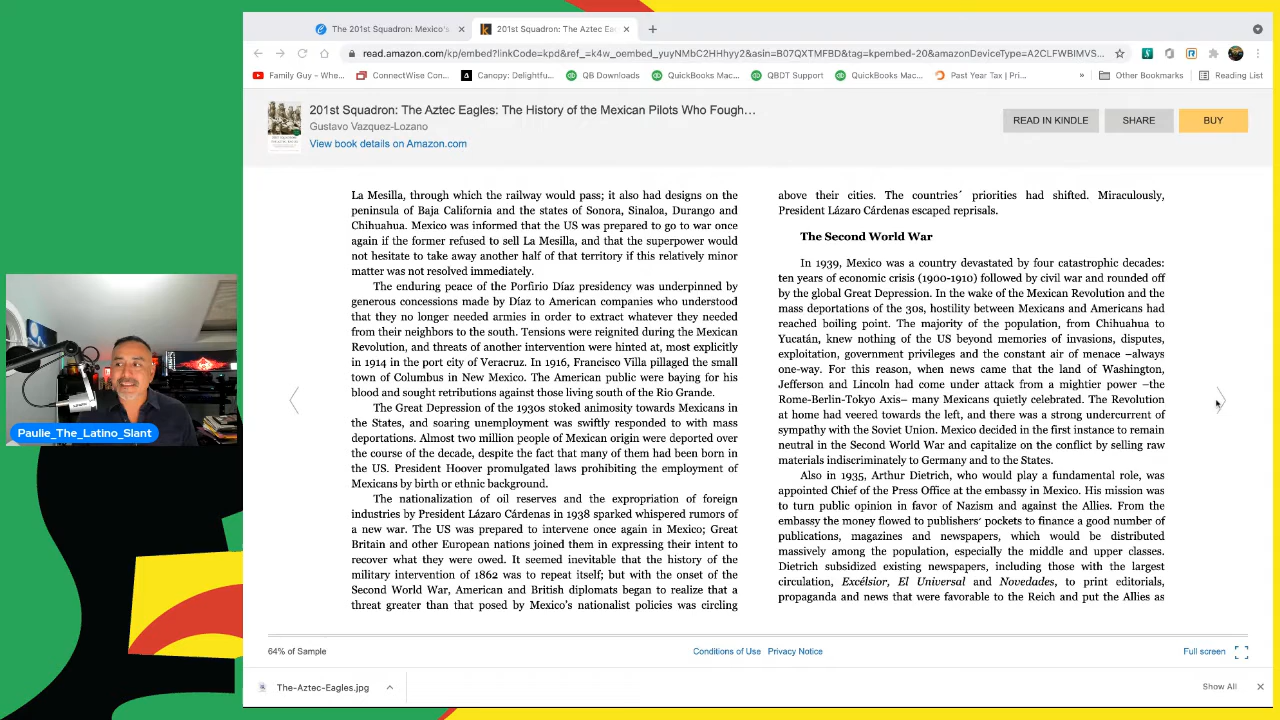 The 201st Squadron: Mexico's
201st Squadron: The Aztec Ea
read.amazon.com/kp/embed?linkCode=kpd&ref_=k4w_oembed_yuyNMbC2HHhyy2&asin=B07QXTMFBD&tag=kpembed-20&amazonDeviceType=A2CLFWBIMVS...
Family Guy - Whe...
ConnectWise Con...
Canopy: Delightfu...
QB Downloads
QuickBooks Mac...
QBDT Support
QuickBooks Mac...
Past Year Tax | Pri...
»
Other Bookmarks
Reading List
201st Squadron: The Aztec Eagles: The History of the Mexican Pilots Who Fough…
Gustavo Vazquez-Lozano
View book details on Amazon.com
READ IN KINDLE
SHARE
BUY
La Mesilla, through which the railway would pass; it also had designs on the
peninsula of Baja California and the states of Sonora, Sinaloa, Durango and
Chihuahua. Mexico was informed that the US was prepared to go to war once
again if the former refused to sell La Mesilla, and that the superpower would
not hesitate to take away another half of that territory if this relatively minor
matter was not resolved immediately.
The enduring peace of the Porfirio Díaz presidency was underpinned by
generous concessions made by Díaz to American companies who understood
that they no longer needed armies in order to extract whatever they needed
from their neighbors to the south. Tensions were reignited during the Mexican
Revolution, and threats of another intervention were hinted at, most explicitly
in 1914 in the port city of Veracruz. In 1916, Francisco Villa pillaged the small
town of Columbus in New Mexico. The American public were baying for his
blood and sought retributions against those living south of the Rio Grande.
The Great Depression of the 1930s stoked animosity towards Mexicans in
the States, and soaring unemployment was swiftly responded to with mass
deportations. Almost two million people of Mexican origin were deported over
the course of the decade, despite the fact that many of them had been born in
the US. President Hoover promulgated laws prohibiting the employment of
Mexicans by birth or ethnic background.
The nationalization of oil reserves and the expropriation of foreign
industries by President Lázaro Cárdenas in 1938 sparked whispered rumors of
a new war. The US was prepared to intervene once again in Mexico; Great
Britain and other European nations joined them in expressing their intent to
recover what they were owed. It seemed inevitable that the history of the
military intervention of 1862 was to repeat itself; but with the onset of the
Second World War, American and British diplomats began to realize that a
threat greater than that posed by Mexico's nationalist policies was circling
above their cities. The countries´ priorities had shifted. Miraculously,
President Lázaro Cárdenas escaped reprisals.
The Second World War
In 1939, Mexico was a country devastated by four catastrophic decades:
ten years of economic crisis (1900-1910) followed by civil war and rounded off
by the global Great Depression. In the wake of the Mexican Revolution and the
mass deportations of the 30s, hostility between Mexicans and Americans had
reached boiling point. The majority of the population, from Chihuahua to
Yucatán, knew nothing of the US beyond memories of invasions, disputes,
exploitation, government privileges and the constant air of menace –always
one-way. For this reason, when news came that the land of Washington,
Jefferson and Lincoln had come under attack from a mightier power –the
Rome-Berlin-Tokyo Axis– many Mexicans quietly celebrated. The Revolution
at home had veered towards the left, and there was a strong undercurrent of
sympathy with the Soviet Union. Mexico decided in the first instance to remain
neutral in the Second World War and capitalize on the conflict by selling raw
materials indiscriminately to Germany and to the States.
Also in 1935, Arthur Dietrich, who would play a fundamental role, was
appointed Chief of the Press Office at the embassy in Mexico. His mission was
to turn public opinion in favor of Nazism and against the Allies. From the
embassy the money flowed to publishers´ pockets to finance a good number of
publications, magazines and newspapers, which would be distributed
massively among the population, especially the middle and upper classes.
Dietrich subsidized existing newspapers, including those with the largest
circulation, Excélsior, El Universal and Novedades, to print editorials,
propaganda and news that were favorable to the Reich and put the Allies as
Paulie_The_Latino_Slant
64% of Sample
Conditions of Use
Privacy Notice
Full screen
The-Aztec-Eagles.jpg
Show All